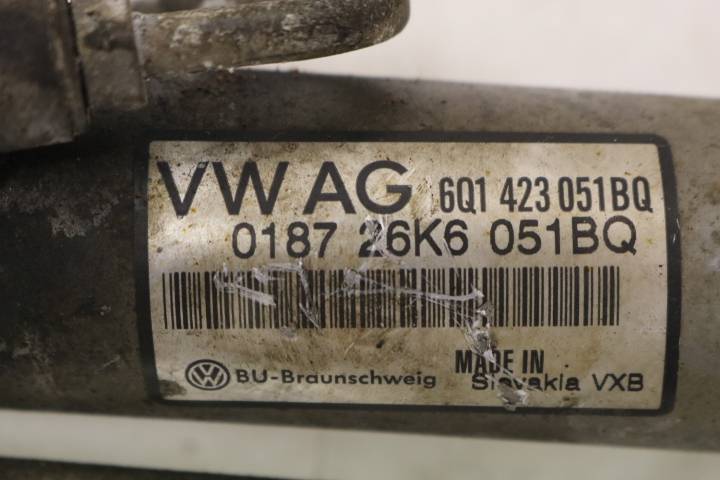 VW AG 6Q1 423 051BQ
0187 26K6 051BQ
BU-Braunschweig
MADE IN
Slovakia VXB